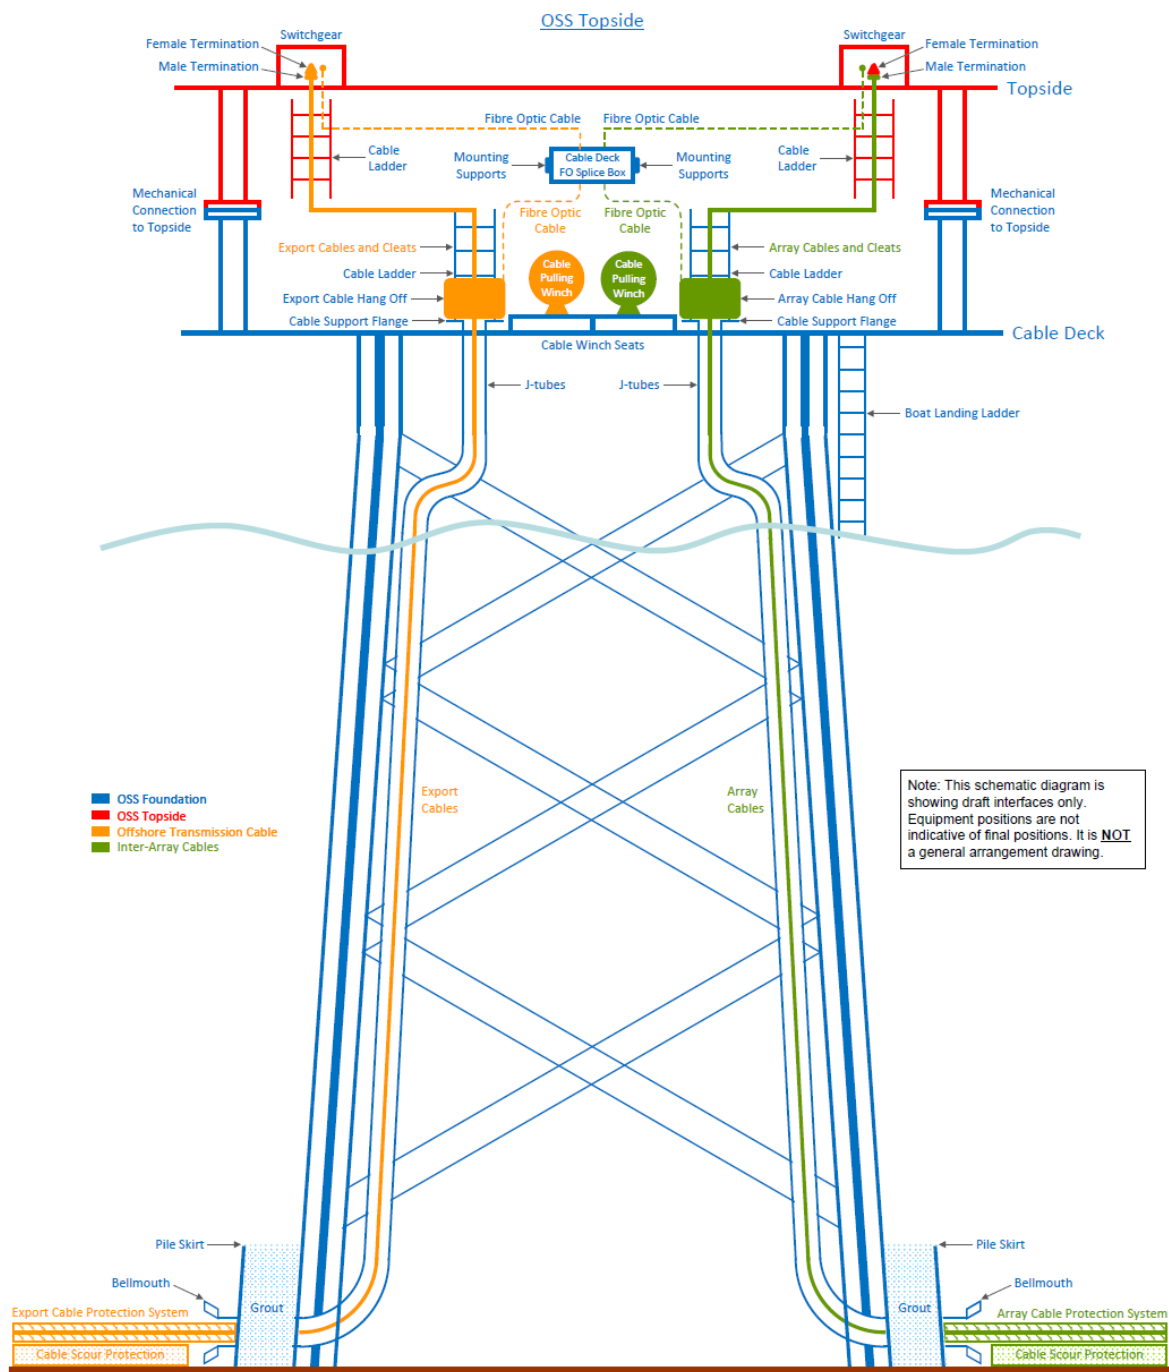 OSS Topside
Switchgear
Switchgear
Female Termination
Female Termination
Male Termination
Male Termination
Topside
Fibre Optic Cable
Fibre Optic Cable
Cable
Ladder
Mounting
Supports
Cable Deck
FO Splice Box
Mounting
Supports
Cable
Ladder
Mechanical
Connection
to Topside
Mechanical
Connection
to Topside
Fibre Optic
Cable
Fibre Optic
Cable
Export Cables and Cleats
Array Cables and Cleats
Cable
Pulling
Winch
Cable
Pulling
Winch
Cable Ladder
Cable Ladder
Export Cable Hang Off
Array Cable Hang Off
Cable Support Flange
Cable Support Flange
Cable Deck
Cable Winch Seats
J-tubes
J-tubes
Boat Landing Ladder
Export
Cables
Array
Cables
OSS Foundation
OSS Topside
Offshore Transmission Cable
Inter-Array Cables
Note: This schematic diagram is
showing draft interfaces only.
Equipment positions are not
indicative of final positions. It is NOT
a general arrangement drawing.
Pile Skirt
Pile Skirt
Bellmouth
Bellmouth
Grout
Grout
Export Cable Protection System
Array Cable Protection System
Cable Scour Protection
Cable Scour Protection